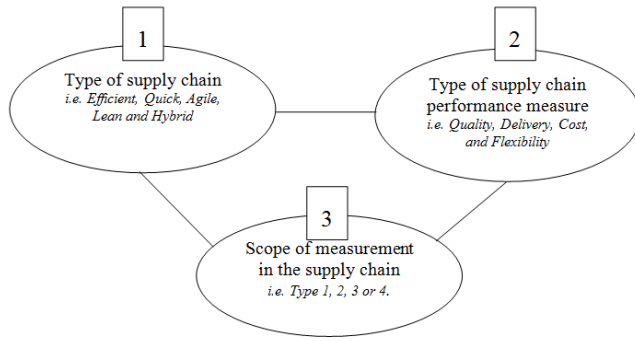 1
Type of supply chain
i.e. Efficient, Quick, Agile,
Lean and Hybrid
2
Type of supply chain
performance measure
i.e. Quality, Delivery, Cost,
and Flexibility
3
Scope of measurement
in the supply chain
i.e. Type 1, 2, 3 or 4.